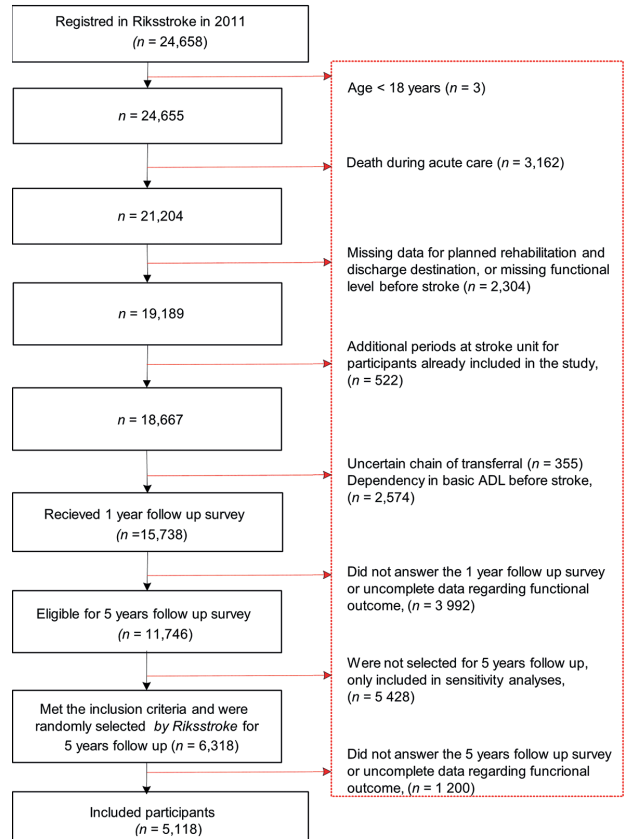 Registred in Riksstroke in 2011
(n = 24,658)
Age < 18 years (n = 3)
n = 24,655
Death during acute care (n = 3,162)
n = 21,204
Missing data for planned rehabilitation and
discharge destination, or missing functional
level before stroke (n = 2,304)
n = 19,189
Additional periods at stroke unit for
participants already included in the study,
(n = 522)
n = 18,667
Uncertain chain of transferral (n = 355)
Dependency in basic ADL before stroke,
(n = 2,574)
Recieved 1 year follow up survey
(n =15,738)
Did not answer the 1 year follow up survey
or uncomplete data regarding functional
outcome, (n = 3 992)
Eligible for 5 years follow up survey
(n = 11,746)
Were not selected for 5 years follow up,
only included in sensitivity analyses,
(n = 5 428)
Met the inclusion criteria and were
randomly selected by Riksstroke for
5 years follow up (n = 6,318)
Did not answer the 5 years follow up survey
or uncomplete data regarding funcrional
outcome, (n = 1 200)
Included participants
(n = 5,118)